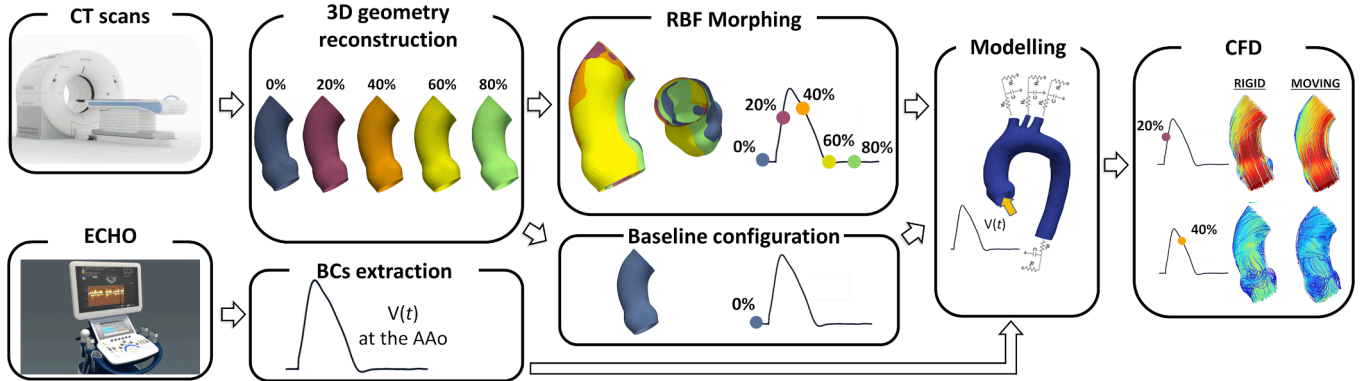 CT scans
3D geometry
reconstruction
0%
20%
40%
60%
80%
RBF Morphing
0%
20%
40%
60%
80%
Modelling
V(t)
CFD
RIGID
MOVING
20%
40%
ECHO
BCs extraction
V(t)
at the AAo
Baseline configuration
0%